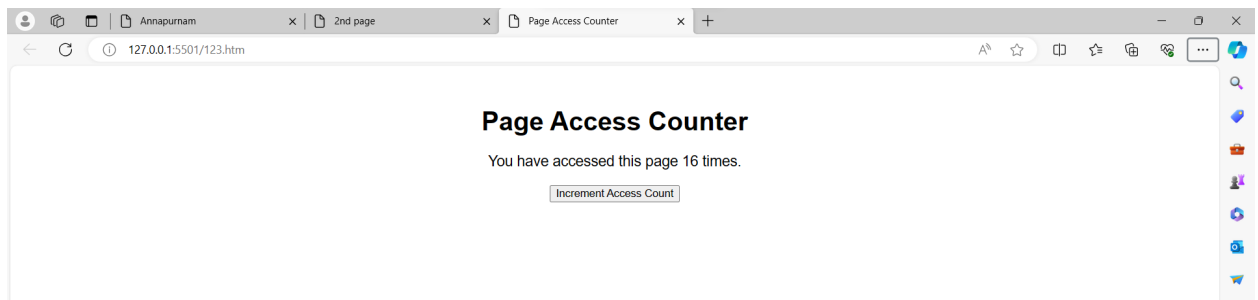 Annapurnam
2nd page
Page Access Counter
127.0.0.1:5501/123.htm
Page Access Counter
You have accessed this page 16 times.
Increment Access Count